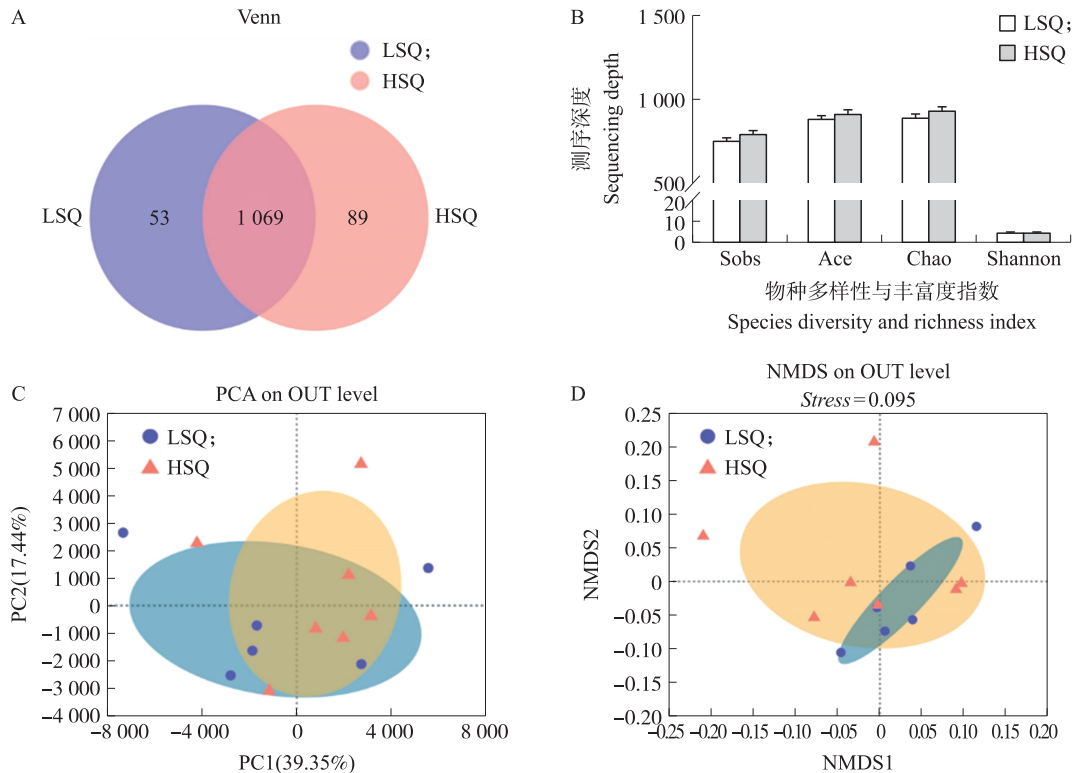 A
Venn
LSQ；
HSQ
LSQ
53
1 069
89
HSQ
B
LSQ；
HSQ
测序深度
Sequencing depth
1 500
1 000
500
20
10
0
Sobs
Ace
Chao
Shannon
物种多样性与丰富度指数
Species diversity and richness index
C
PCA on OUT level
LSQ；
HSQ
PC2(17.44%)
7 000
6 000
5 000
4 000
3 000
2 000
1 000
0
−1 000
−2 000
−3 000
−4 000
−8 000
−4 000
0
4 000
8 000
PC1(39.35%)
D
NMDS on OUT level
Stress=0.095
LSQ；
HSQ
NMDS2
0.25
0.20
0.15
0.10
0.05
0
−0.05
−0.10
−0.15
−0.20
−0.25
−0.20
−0.15
−0.10
−0.05
0
0.05
0.10
0.15
0.20
NMDS1